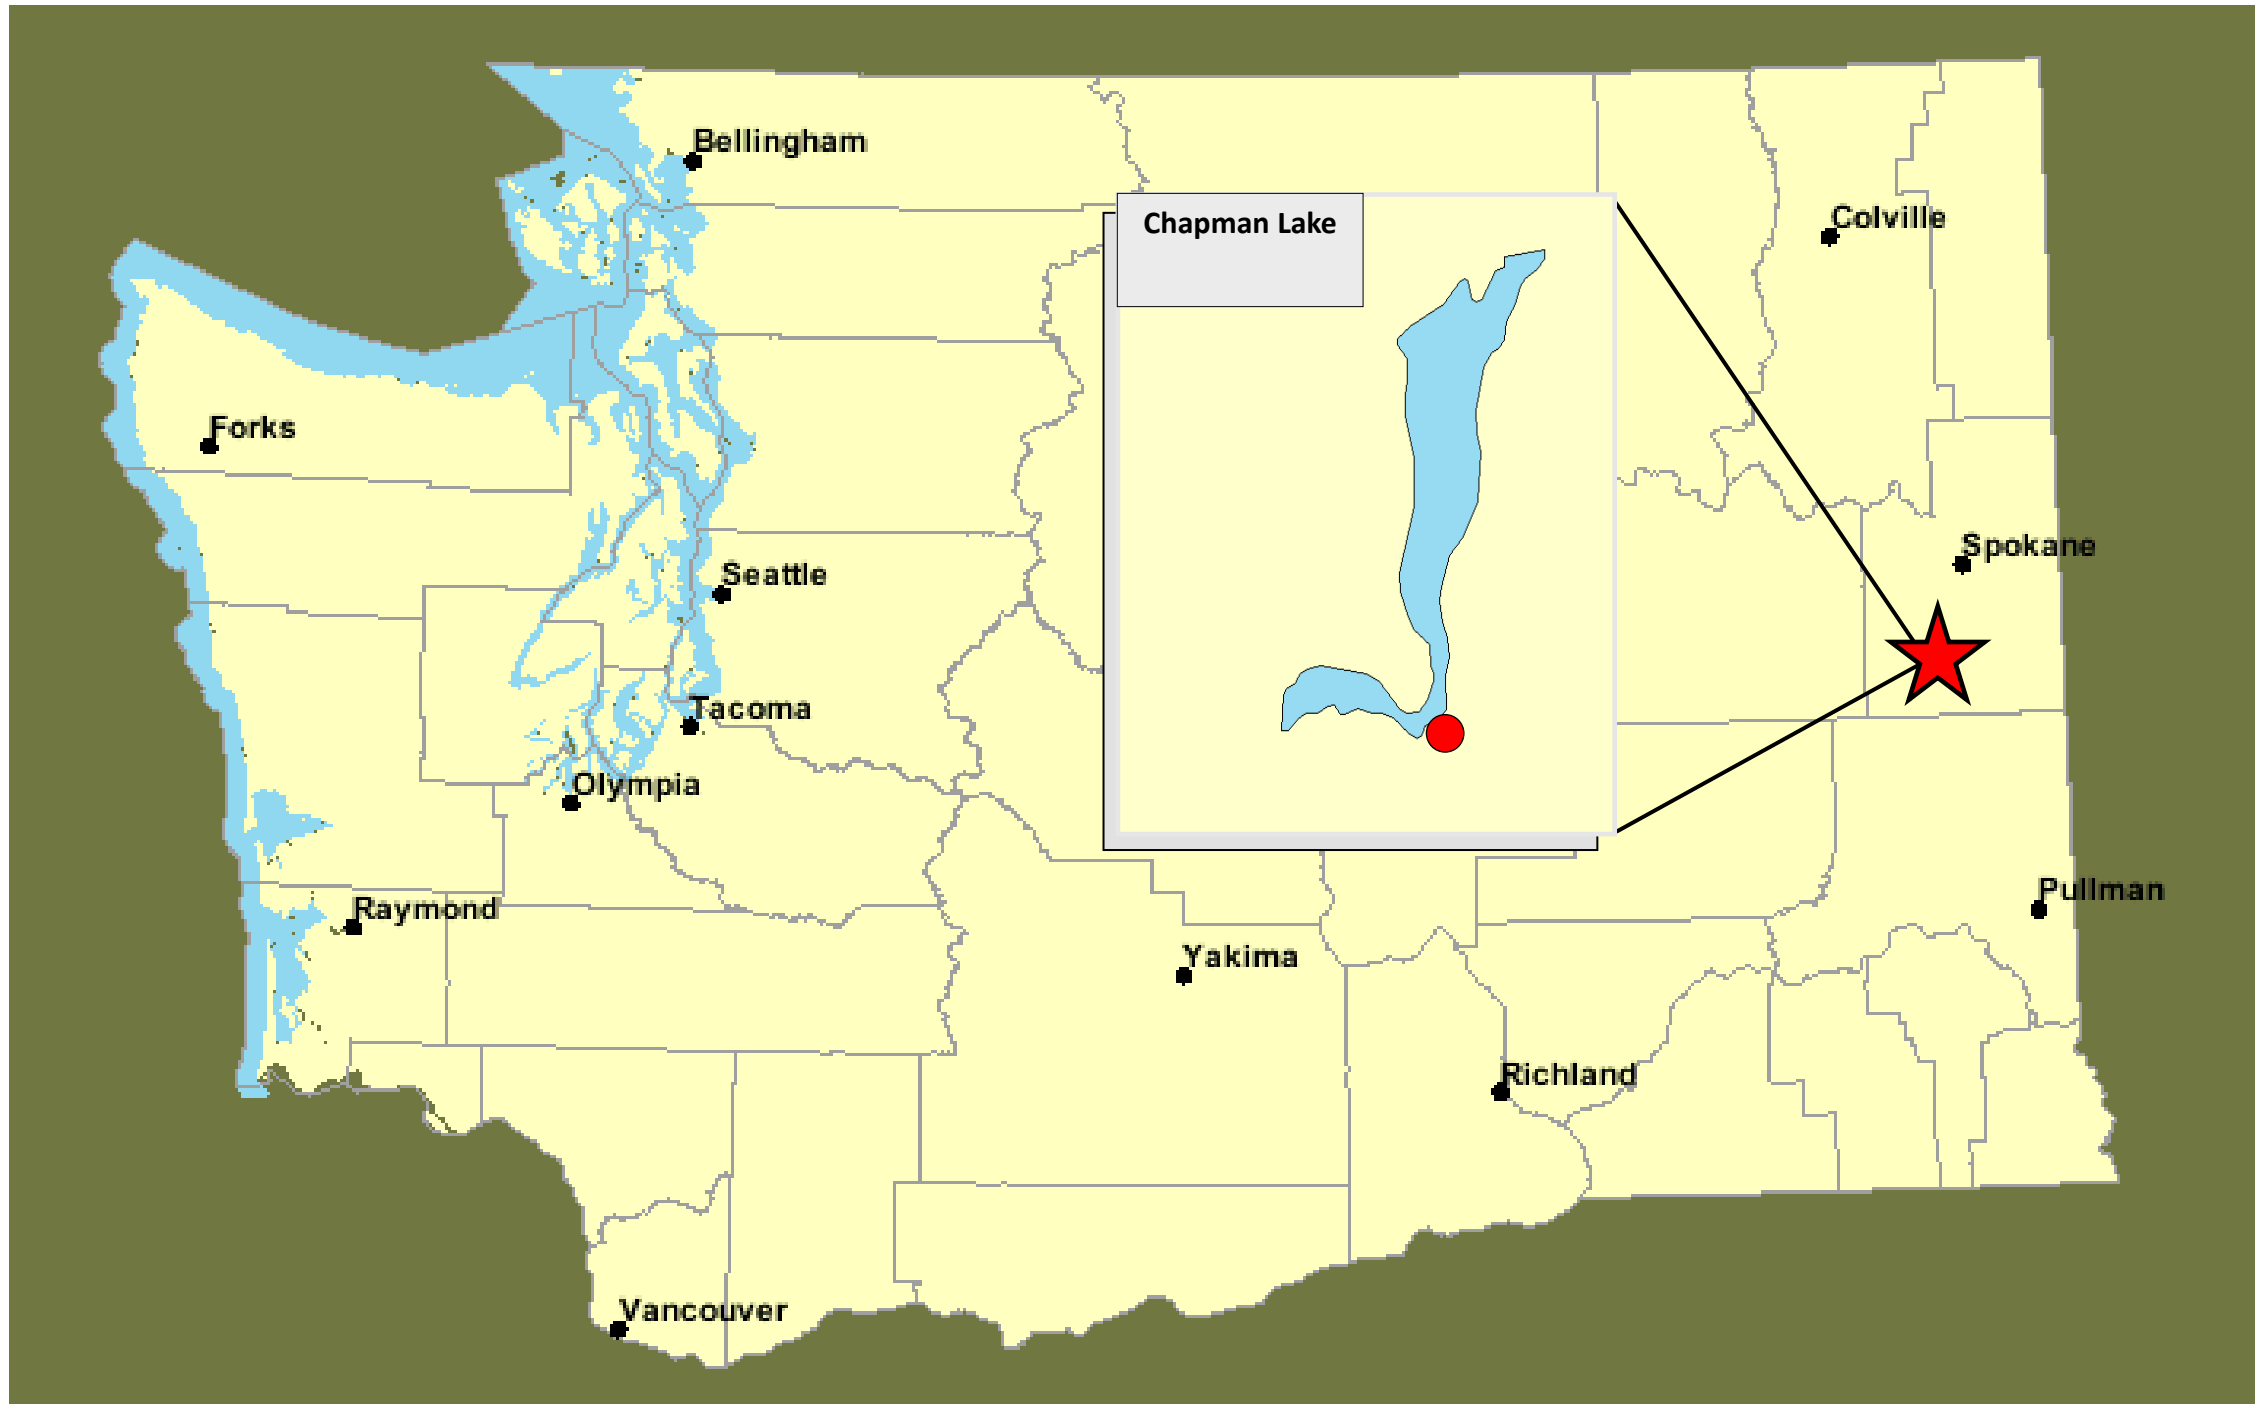 Bellingham
Chapman Lake
Colville
Forks
Spokane
Seattle
Tacoma
Olympia
Pullman
Raymond
Yakima
Richland
Vancouver